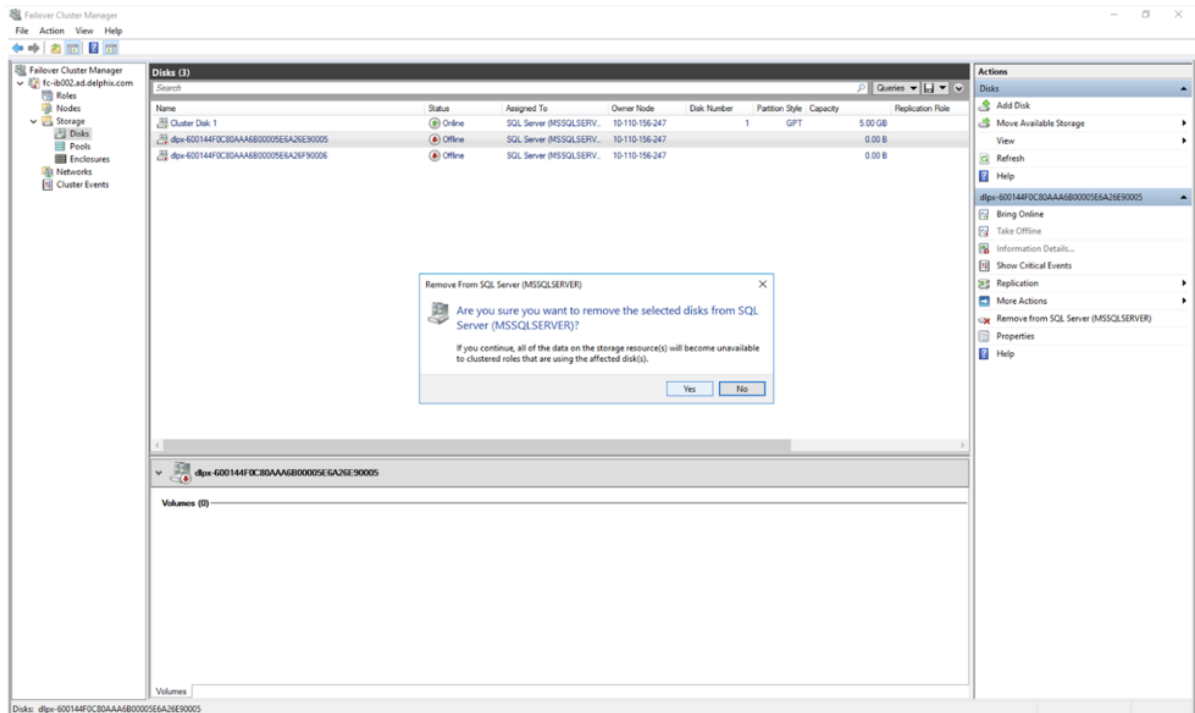 Failover Cluster Manager
File Action View Help
Failover Cluster Manager
fc-ib002.ad.delphix.com
Roles
Nodes
Storage
Disks
Pools
Enclosures
Networks
Cluster Events
Disks (3)
Search
Queries
Name Status Assigned To Owner Node Disk Number Partition Style Capacity Replication Role
Cluster Disk 1 Online SQL Server (MSSQLSERV... 10-110-156-247 1 GPT 5.00 GB
dlpx-600144F0C80AAA6B00005E6A26E90005 Offline SQL Server (MSSQLSERV... 10-110-156-247 0.00 B
dlpx-600144F0C80AAA6B00005E6A26F90006 Offline SQL Server (MSSQLSERV... 10-110-156-247 0.00 B
Remove From SQL Server (MSSQLSERVER)
Are you sure you want to remove the selected disks from SQL
Server (MSSQLSERVER)?
If you continue, all of the data on the storage resource(s) will become unavailable
to clustered roles that are using the affected disk(s).
Yes No
dlpx-600144F0C80AAA6B00005E6A26E90005
Volumes (0)
Volumes
Actions
Disks
Add Disk
Move Available Storage
View
Refresh
Help
dlpx-600144F0C80AAA6B00005E6A26E90005
Bring Online
Take Offline
Information Details...
Show Critical Events
Replication
More Actions
Remove from SQL Server (MSSQLSERVER)
Properties
Help
Disks: dlpx-600144F0C80AAA6B00005E6A26E90005